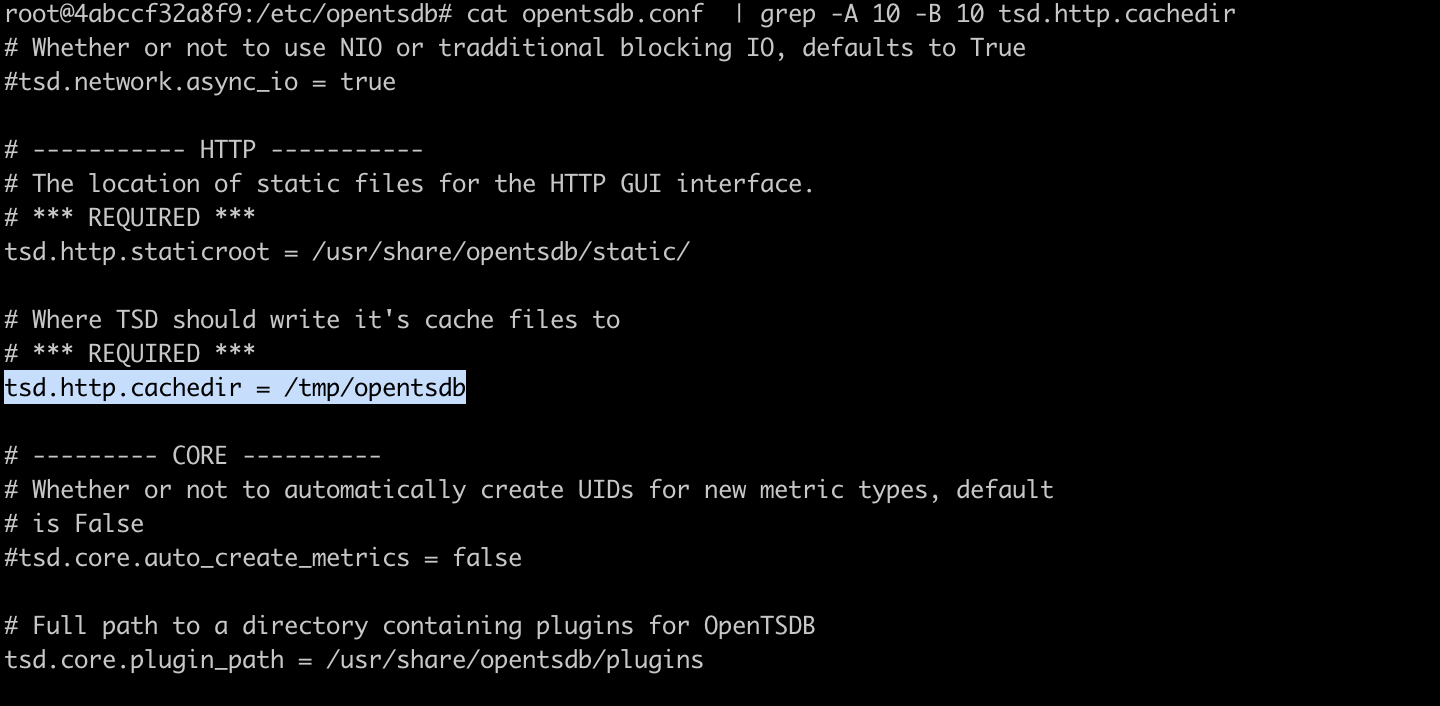 root@4abccf32a8f9:/etc/opentsdb# cat opentsdb.conf  | grep -A 10 -B 10 tsd.http.cachedir
# Whether or not to use NIO or tradditional blocking IO, defaults to True
#tsd.network.async_io = true
# ----------- HTTP -----------
# The location of static files for the HTTP GUI interface.
# *** REQUIRED ***
tsd.http.staticroot = /usr/share/opentsdb/static/
# Where TSD should write it's cache files to
# *** REQUIRED ***
tsd.http.cachedir = /tmp/opentsdb
# --------- CORE ----------
# Whether or not to automatically create UIDs for new metric types, default
# is False
#tsd.core.auto_create_metrics = false
# Full path to a directory containing plugins for OpenTSDB
tsd.core.plugin_path = /usr/share/opentsdb/plugins